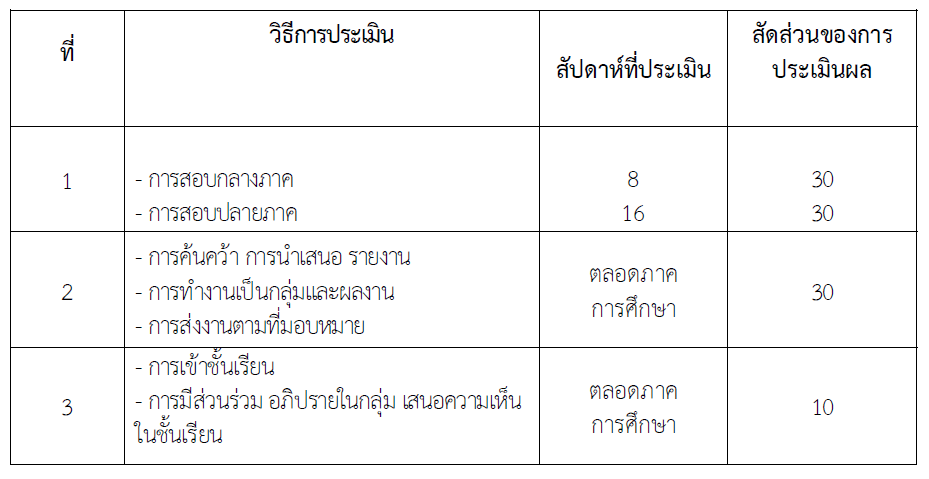 ที่
วิธีการประเมิน
สัปดาห์ที่ประเมิน
สัดส่วนของการ
ประเมินผล
1
- การสอบกลางภาค
8
30
- การสอบปลายภาค
16
30
2
- การค้นคว้า การนำเสนอ รายงาน
- การทำงานเป็นกลุ่มและผลงาน
- การส่งงานตามที่มอบหมาย
ตลอดภาค
การศึกษา
30
3
- การเข้าชั้นเรียน
- การมีส่วนร่วม อภิปรายในกลุ่ม เสนอความเห็น
ในชั้นเรียน
ตลอดภาค
การศึกษา
10